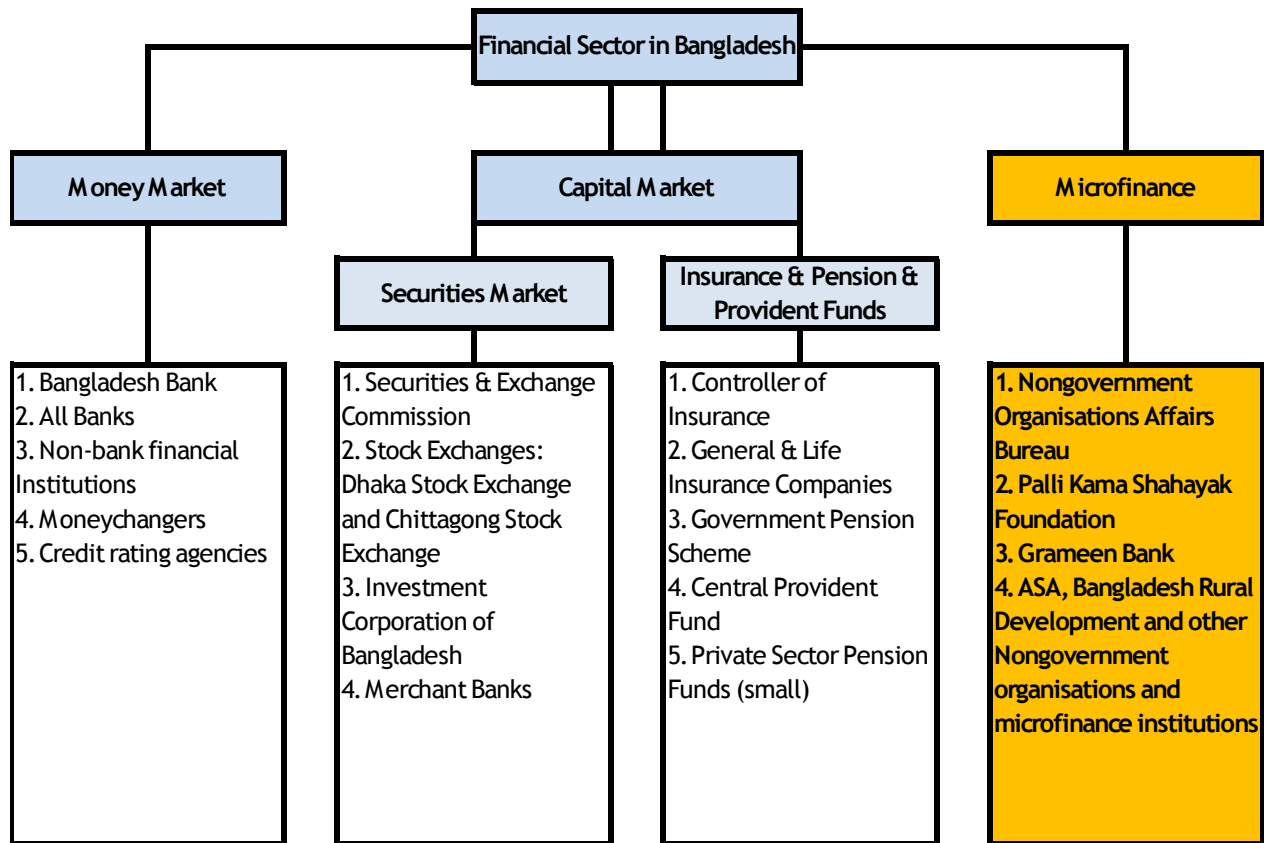 Financial Sector in Bangladesh
Money Market
Capital Market
Microfinance
Securities Market
Insurance & Pension &
Provident Funds
1. Bangladesh Bank
2. All Banks
3. Non-bank financial
Institutions
4. Moneychangers
5. Credit rating agencies
1. Securities & Exchange
Commission
2. Stock Exchanges:
Dhaka Stock Exchange
and Chittagong Stock
Exchange
3. Investment
Corporation of
Bangladesh
4. Merchant Banks
1. Controller of
Insurance
2. General & Life
Insurance Companies
3. Government Pension
Scheme
4. Central Provident
Fund
5. Private Sector Pension
Funds (small)
1. Nongovernment
Organisations Affairs
Bureau
2. Palli Kama Shahayak
Foundation
3. Grameen Bank
4. ASA, Bangladesh Rural
Development and other
Nongovernment
organisations and
microfinance institutions